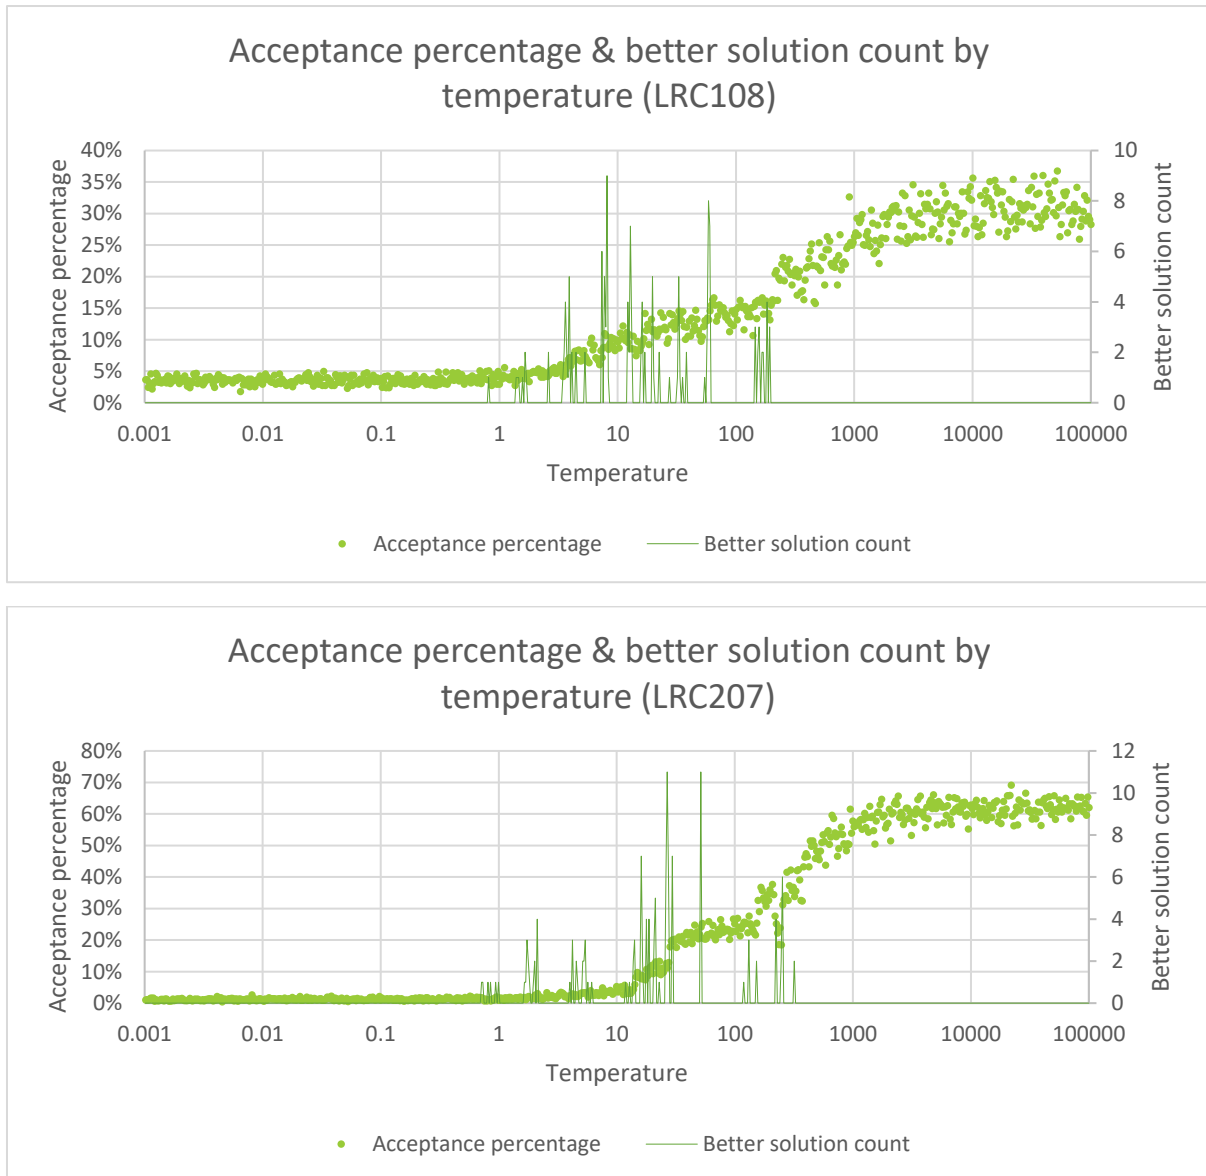 Acceptance percentage & better solution count by
temperature (LRC108)
Acceptance percentage
40%
35%
30%
25%
20%
15%
10%
5%
0%
10
8
6
4
2
0
Better solution count
0.001 0.01 0.1 1 10 100 1000 10000 100000
Temperature
Acceptance percentage Better solution count
Acceptance percentage & better solution count by
temperature (LRC207)
Acceptance percentage
80%
70%
60%
50%
40%
30%
20%
10%
0%
12
10
8
6
4
2
0
Better solution count
0.001 0.01 0.1 1 10 100 1000 10000 100000
Temperature
Acceptance percentage Better solution count